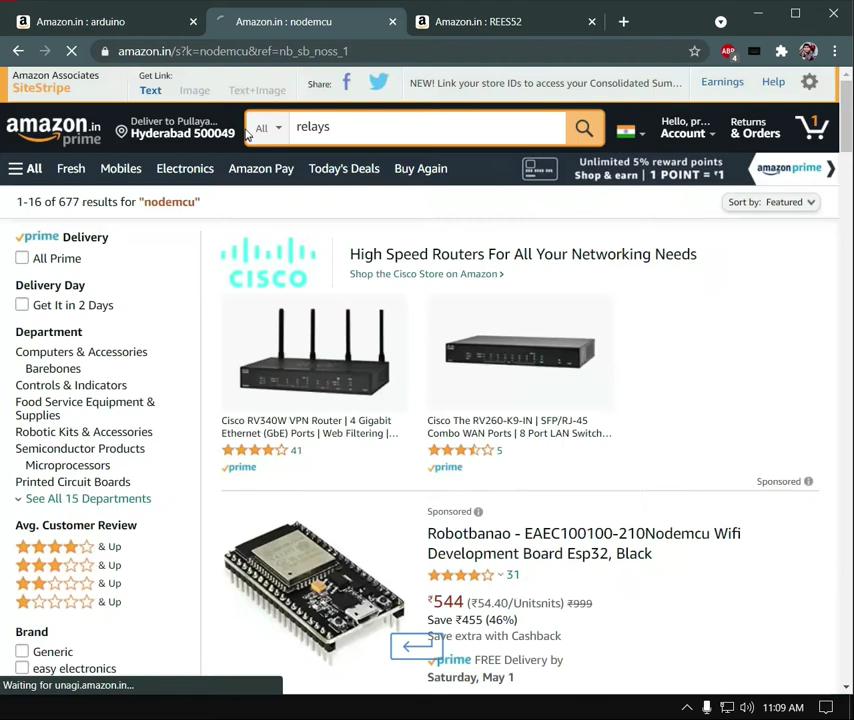 Amazon.in : arduino
Amazon.in : nodemcu
Amazon.in : REES52
amazon.in/s?k=nodemcu&ref=nb_sb_noss_1
ABP
4
Amazon Associates
SiteStripe
Get Link:
Text
Image
Text+Image
Share:
NEW! Link your store IDs to access your Consolidated Sum...
Earnings
Help
amazon.in
prime
Deliver to Pullaya...
Hyderabad 500049
All
relays
Hello, pr...
Account
Returns
& Orders
1
All
Fresh
Mobiles
Electronics
Amazon Pay
Today's Deals
Buy Again
Unlimited 5% reward points
Shop & earn | 1 POINT = ₹1
amazon prime
1-16 of 677 results for "nodemcu"
Sort by: Featured
prime Delivery
All Prime
Delivery Day
Get It in 2 Days
Department
Computers & Accessories
Barebones
Controls & Indicators
Food Service Equipment &
Supplies
Robotic Kits & Accessories
Semiconductor Products
Microprocessors
Printed Circuit Boards
See All 15 Departments
Avg. Customer Review
& Up
& Up
& Up
& Up
Brand
Generic
easy electronics
CISCO
High Speed Routers For All Your Networking Needs
Shop the Cisco Store on Amazon
Cisco RV340W VPN Router | 4 Gigabit
Ethernet (GbE) Ports | Web Filtering |...
41
prime
Cisco The RV260-K9-IN | SFP/RJ-45
Combo WAN Ports | 8 Port LAN Switch...
5
prime
Sponsored
Sponsored
Robotbanao - EAEC100100-210Nodemcu Wifi
Development Board Esp32, Black
31
₹544 (₹54.40/Unitsnits) ₹999
Save ₹455 (46%)
Save extra with Cashback
prime FREE Delivery by
Saturday, May 1
Waiting for unagi.amazon.in...
11:09 AM